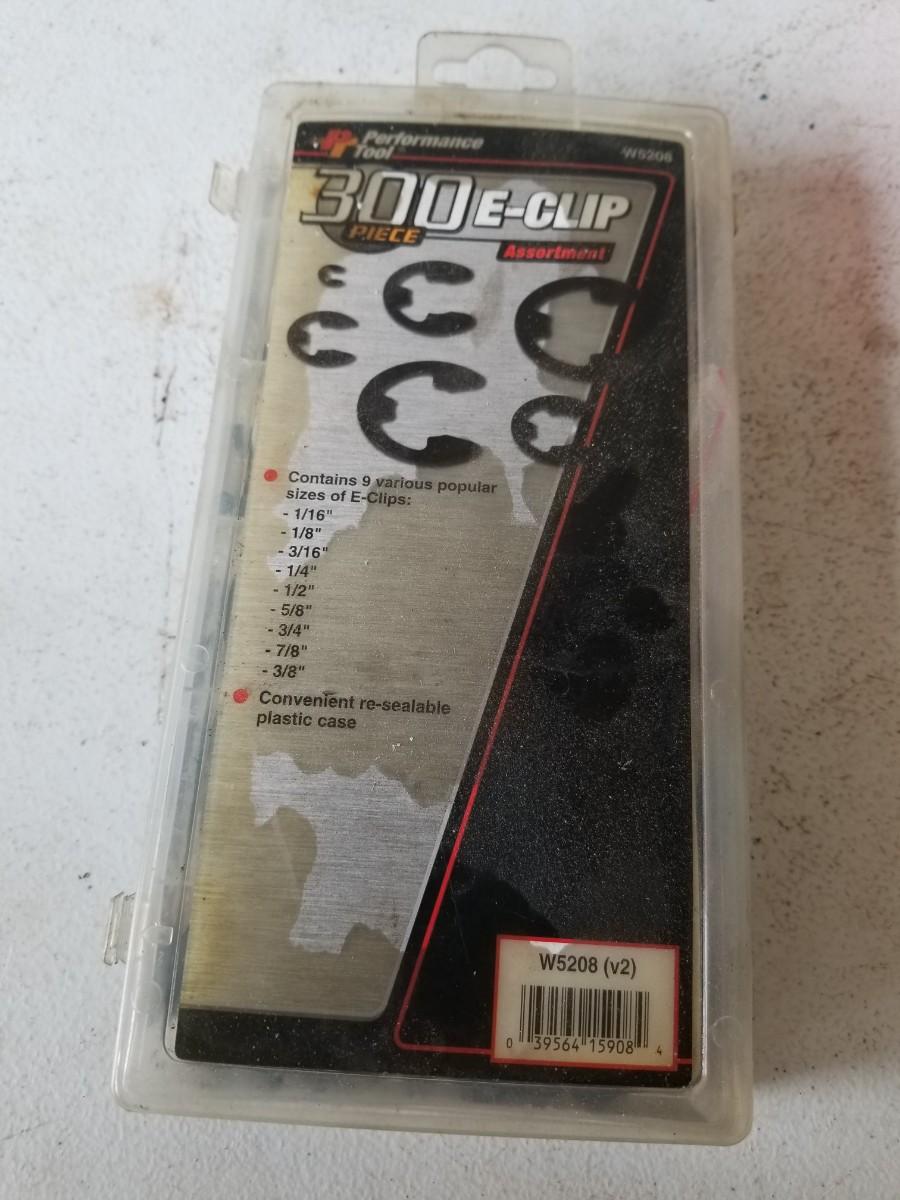 PT Performance
Tool
W5208
300 E-CLIP
PIECE
Assortment
Contains 9 various popular
sizes of E-Clips:
- 1/16"
- 1/8"
- 3/16"
- 1/4"
- 1/2"
- 5/8"
- 3/4"
- 7/8"
- 3/8"
Convenient re-sealable
plastic case
W5208 (v2)
0 39564 15908 4